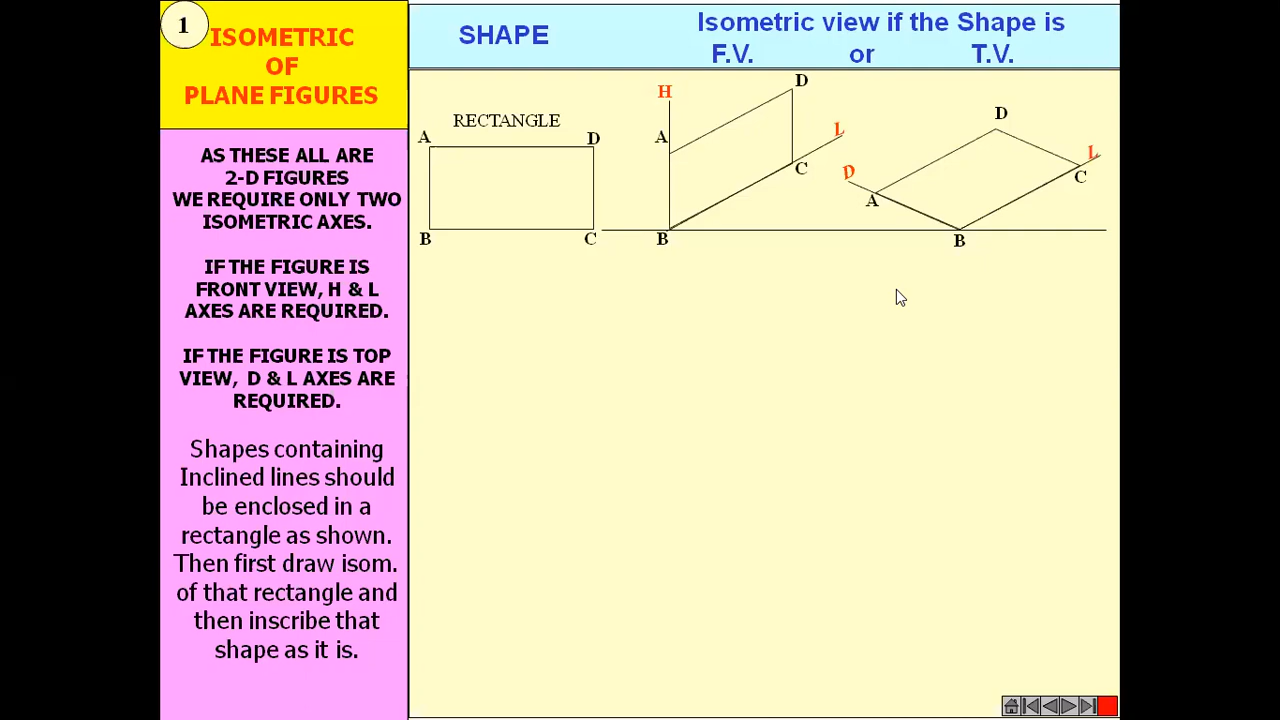 1
ISOMETRIC
OF
PLANE FIGURES
AS THESE ALL ARE
2-D FIGURES
WE REQUIRE ONLY TWO
ISOMETRIC AXES.
IF THE FIGURE IS
FRONT VIEW, H & L
AXES ARE REQUIRED.
IF THE FIGURE IS TOP
VIEW, D & L AXES ARE
REQUIRED.
Shapes containing
Inclined lines should
be enclosed in a
rectangle as shown.
Then first draw isom.
of that rectangle and
then inscribe that
shape as it is.
SHAPE
Isometric view if the Shape is
F.V. or T.V.
RECTANGLE
A D
B C
H D
A L
C
B
D
D L
A C
B